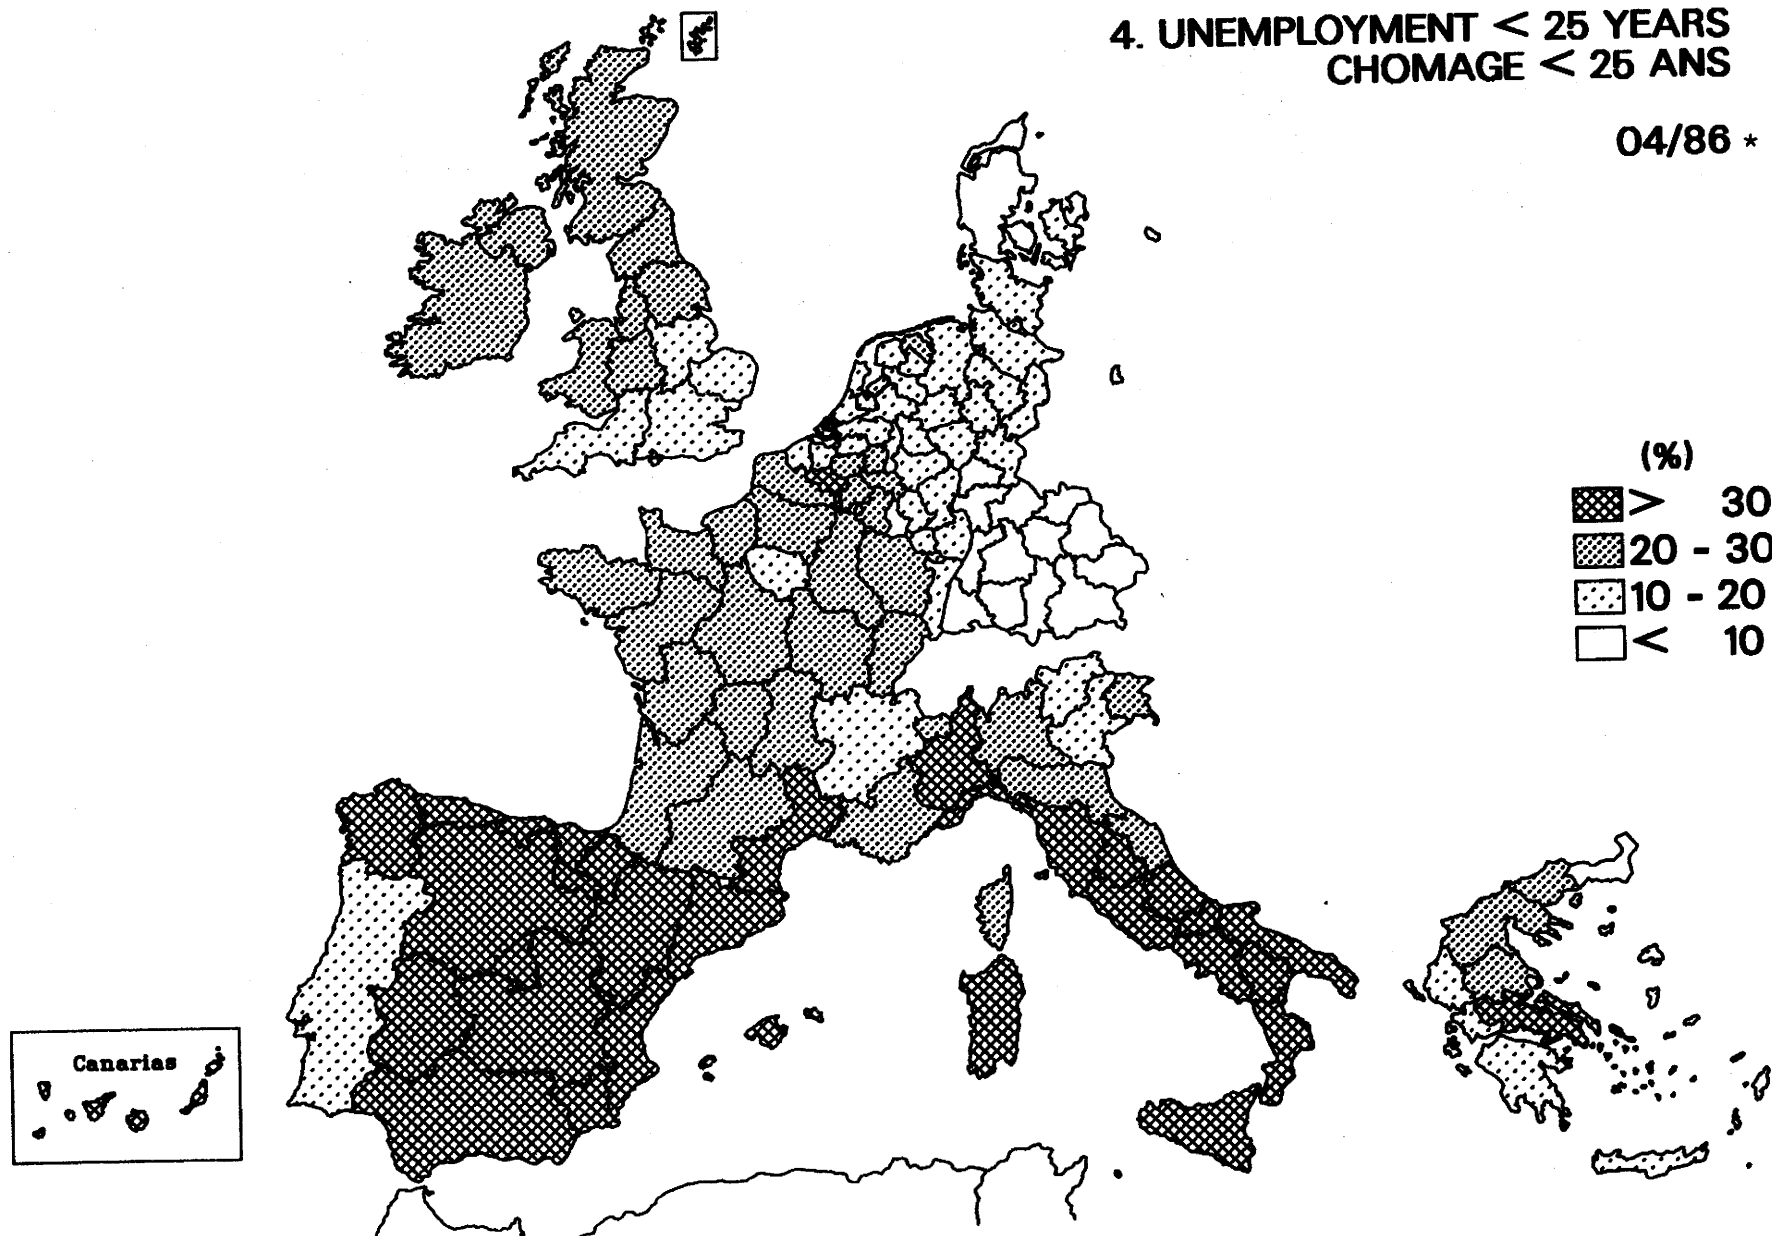 4. UNEMPLOYMENT < 25 YEARS
CHOMAGE < 25 ANS
04/86 *
(%)
> 30
20 - 30
10 - 20
< 10
Canarias